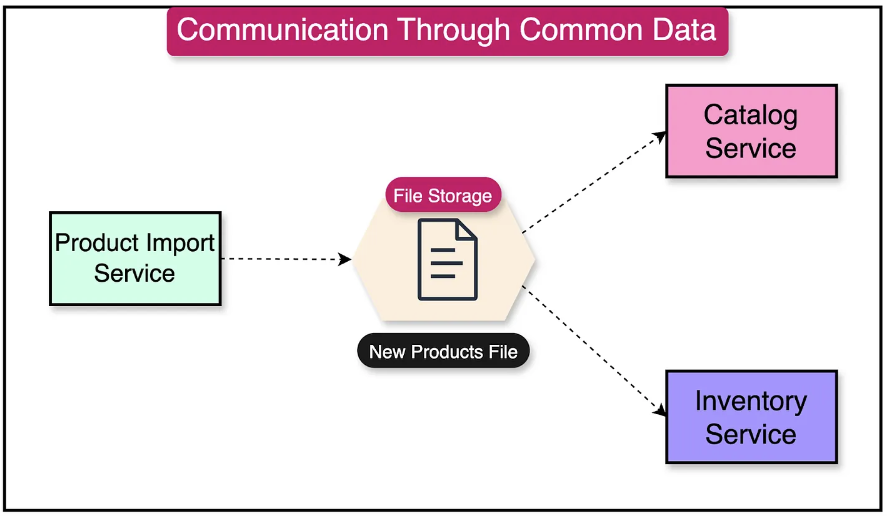 Communication Through Common Data
Catalog
Service
File Storage
Product Import
Service
New Products File
Inventory
Service